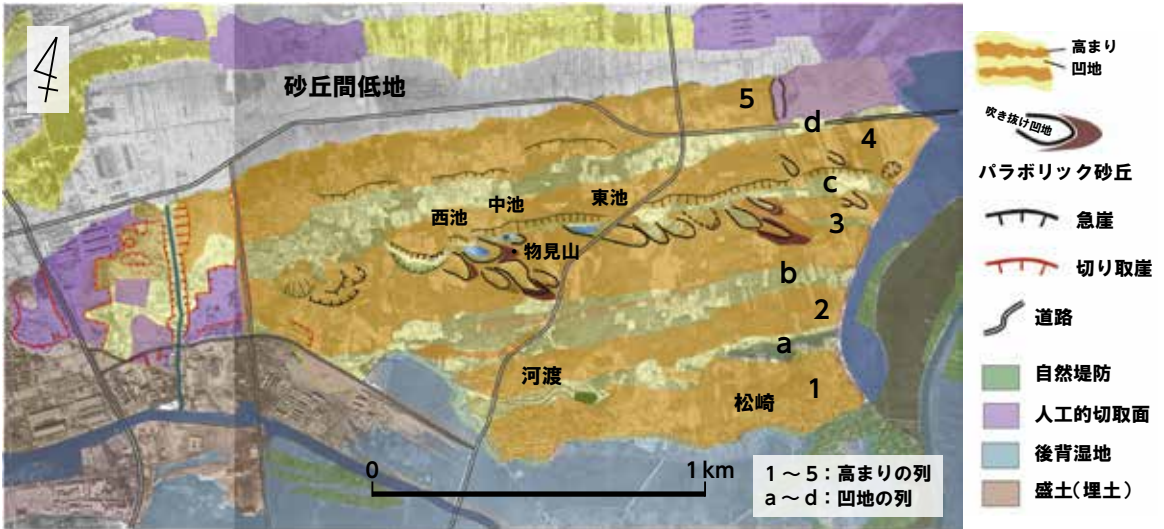 4
砂丘間低地
5
d
4
c
3
西池
中池
東池
物見山
b
2
a
1
河渡
松崎
0
1km
1～5：高まりの列
a～d：凹地の列
高まり
凹地
吹き抜け凹地
パラボリック砂丘
急崖
切り取崖
道路
自然堤防
人工的切取面
後背湿地
盛土(埋土)